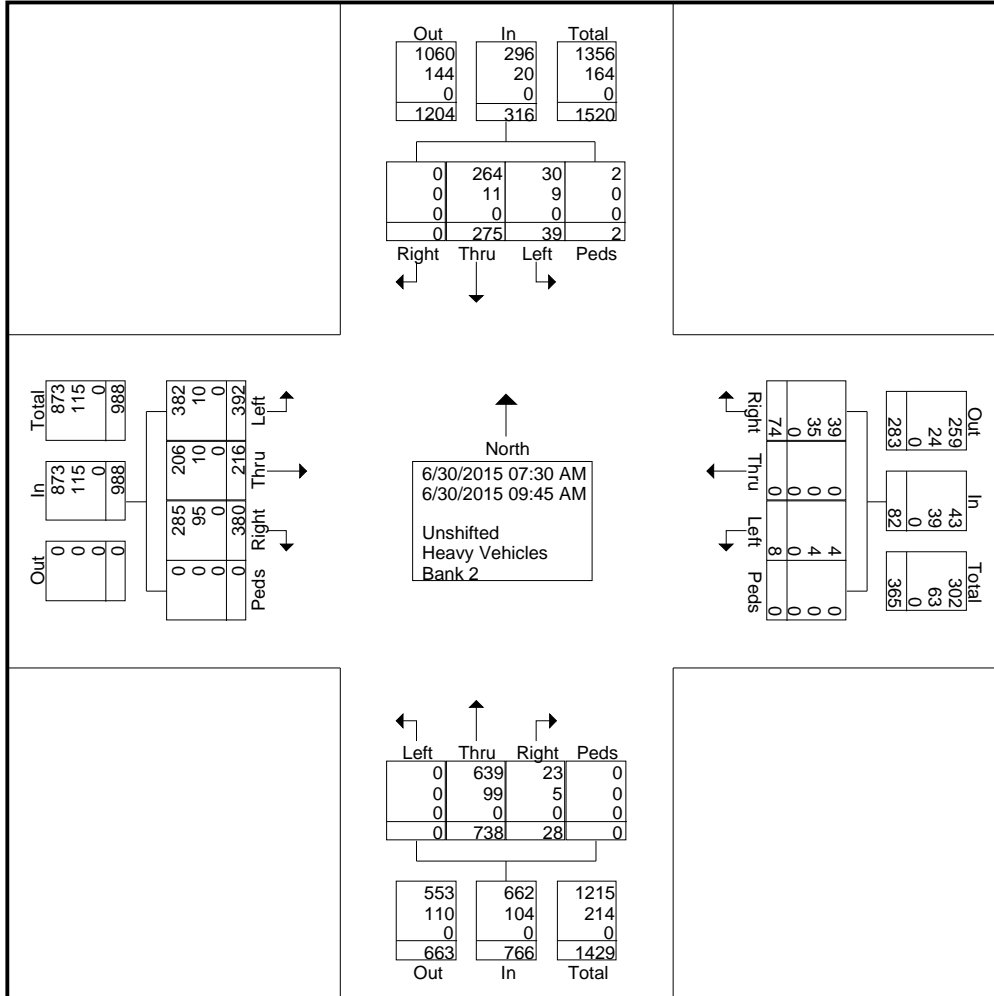 Out In Total
1060 296 1356
144 20 164
0 0 0
1204 316 1520
0 264 30 2
0 11 9 0
0 0 0 0
0 275 39 2
Right Thru Left Peds
Total
873
115
0
988
In
873
115
0
988
Out
0
0
0
0
382
10
0
392
Left
206
10
0
216
Thru
285
95
0
380
Right
0
0
0
0
Peds
North
6/30/2015 07:30 AM
6/30/2015 09:45 AM
Unshifted
Heavy Vehicles
Bank 2
Right
39
35
0
74
Thru
0
0
0
0
Left
4
4
0
8
Peds
0
0
0
0
Out
259
24
0
283
In
43
39
0
82
Total
302
63
0
365
Left Thru Right Peds
0 639 23 0
0 99 5 0
0 0 0 0
0 738 28 0
553 662 1215
110 104 214
0 0 0
663 766 1429
Out In Total